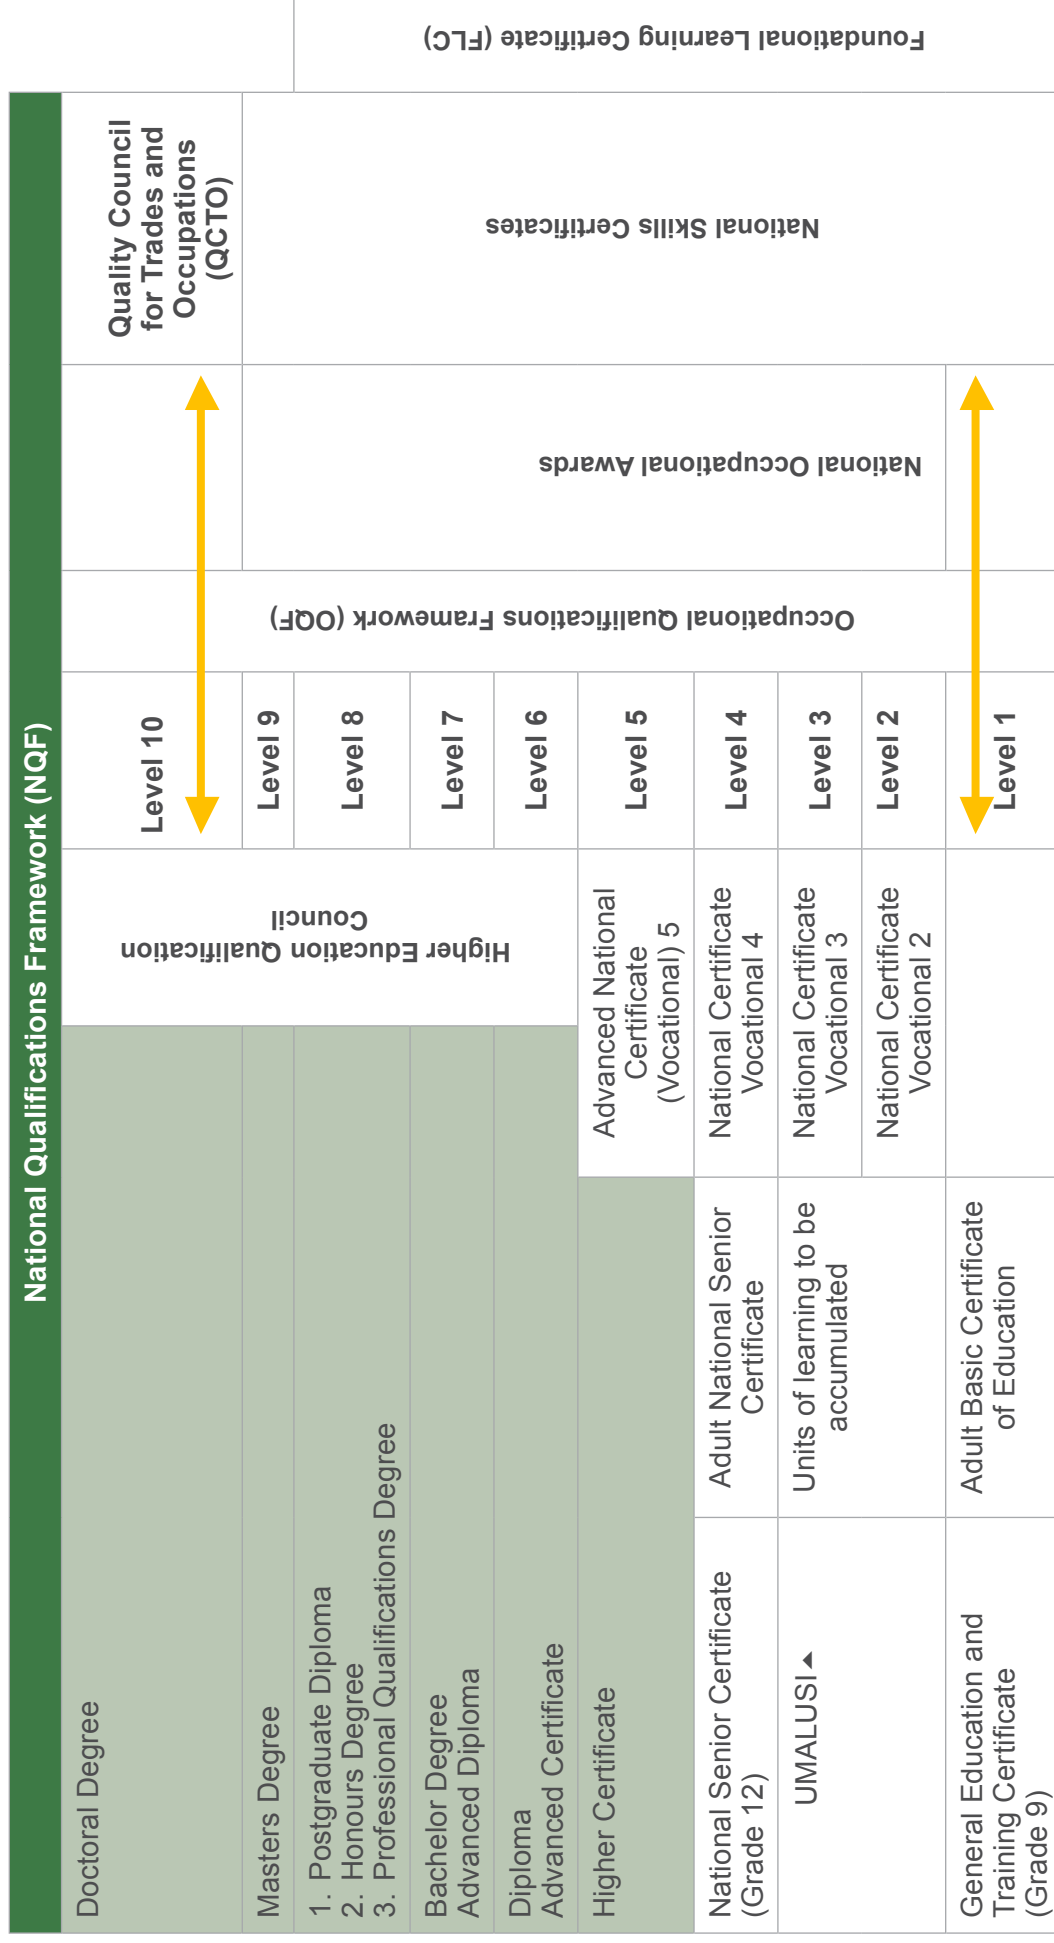 National Qualifications Framework (NQF)
Doctoral Degree
Higher Education Qualification
Council
Level 10
Occupational Qualifications Framework (OQF)
Quality Council
for Trades and
Occupations
(QCTO)
Masters Degree
Level 9
National Occupational Awards
National Skills Certificates
1. Postgraduate Diploma
2. Honours Degree
3. Professional Qualifications Degree
Level 8
Foundational Learning Certificate (FLC)
Bachelor Degree
Advanced Diploma
Level 7
Diploma
Advanced Certificate
Level 6
Higher Certificate
Advanced National
Certificate
(Vocational) 5
Level 5
National Senior Certificate
(Grade 12)
Adult National Senior
Certificate
National Certificate
Vocational 4
Level 4
UMALUSI
Units of learning to be
accumulated
National Certificate
Vocational 3
Level 3
National Certificate
Vocational 2
Level 2
General Education and
Training Certificate
(Grade 9)
Adult Basic Certificate
of Education
Level 1